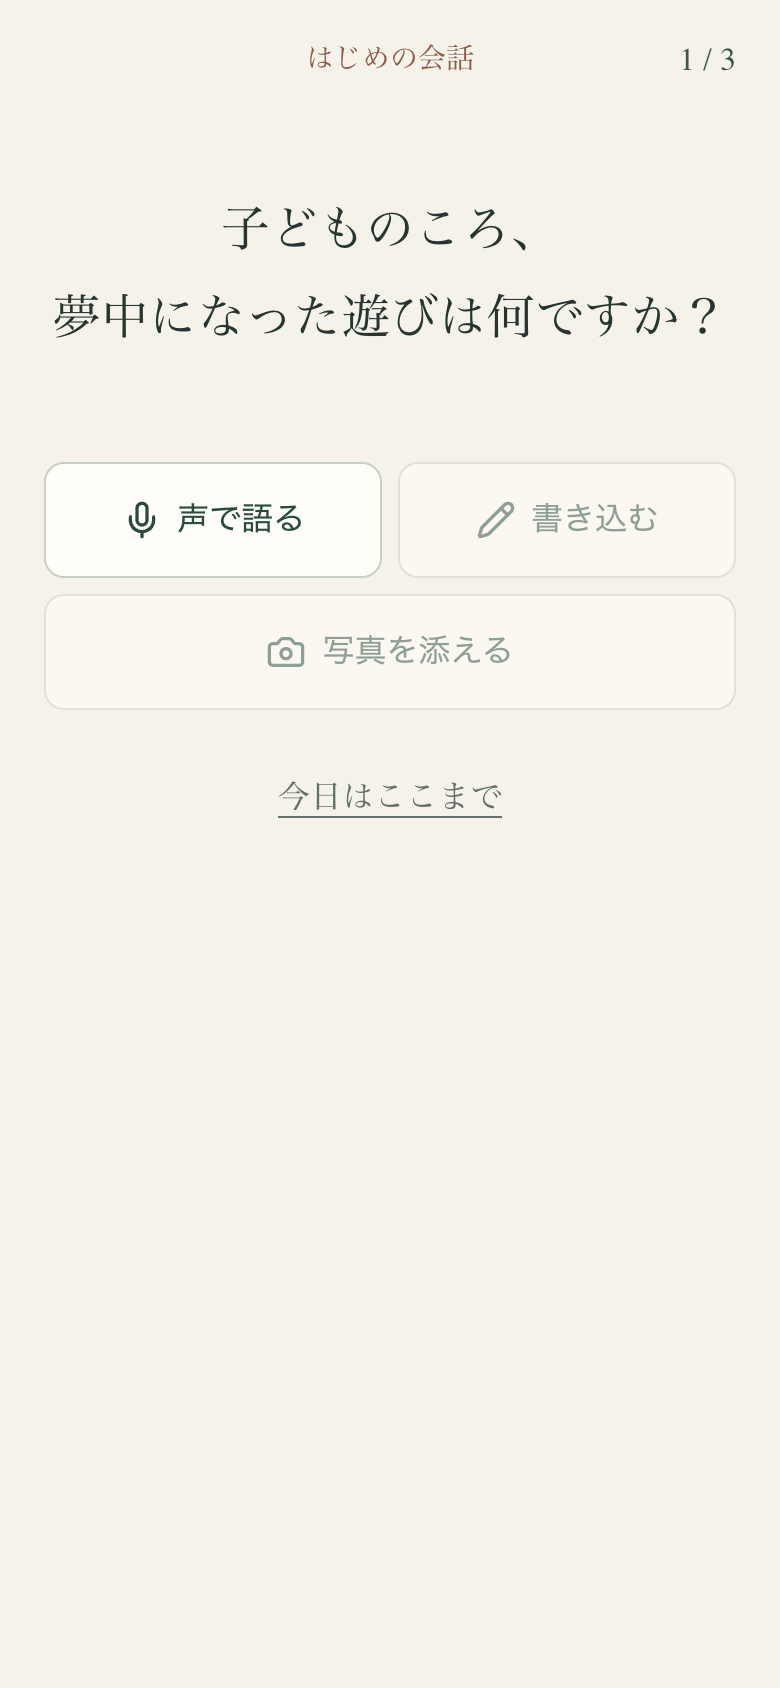 はじめの会話
1 / 3
子どものころ、
夢中になった遊びは何ですか？
声で語る
書き込む
写真を添える
今日はここまで